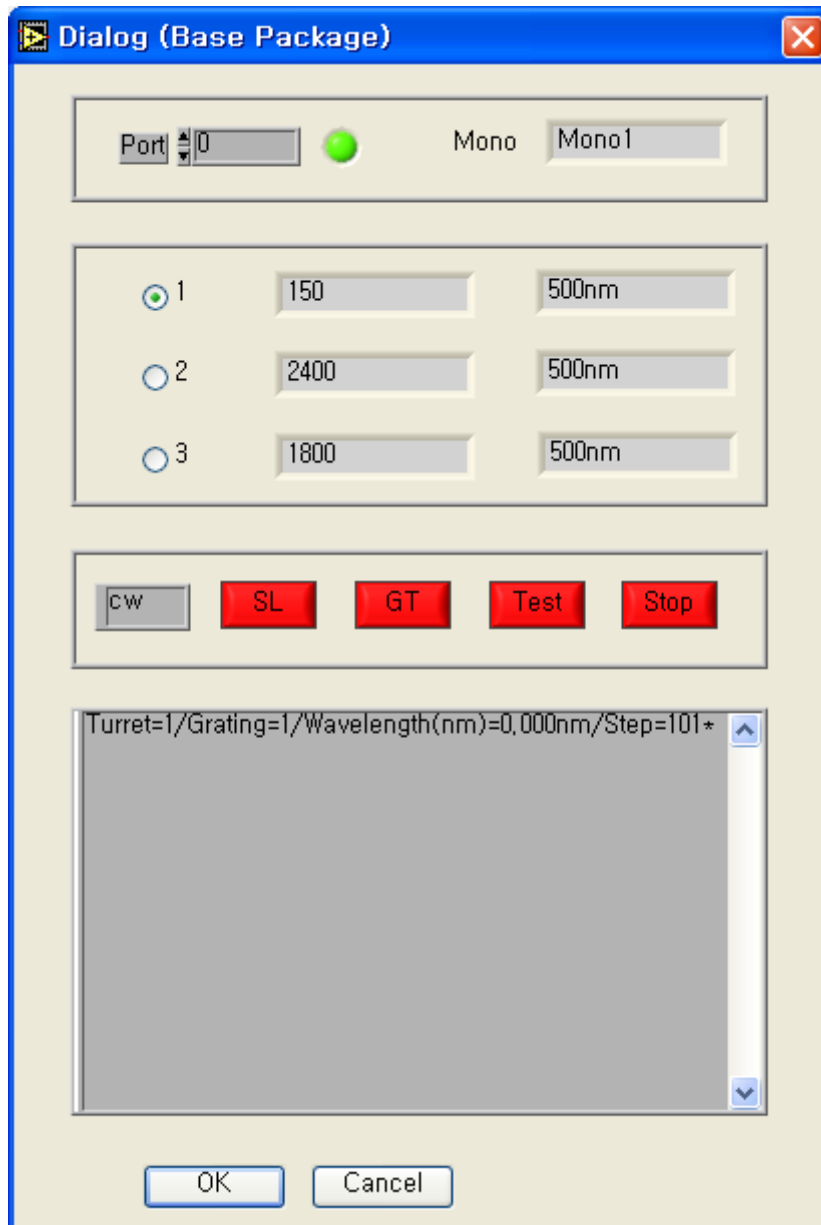 Dialog (Base Package)
Port 0 Mono Mono1
1 150 500nm
2 2400 500nm
3 1800 500nm
cw SL GT Test Stop
Turret=1/Grating=1/Wavelength(nm)=0,000nm/Step=101*
OK Cancel